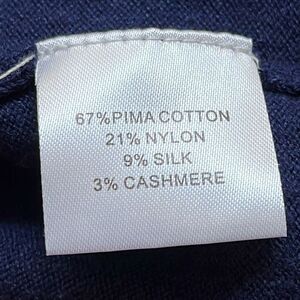 67%PIMA COTTON
21% NYLON
9% SILK
3% CASHMERE